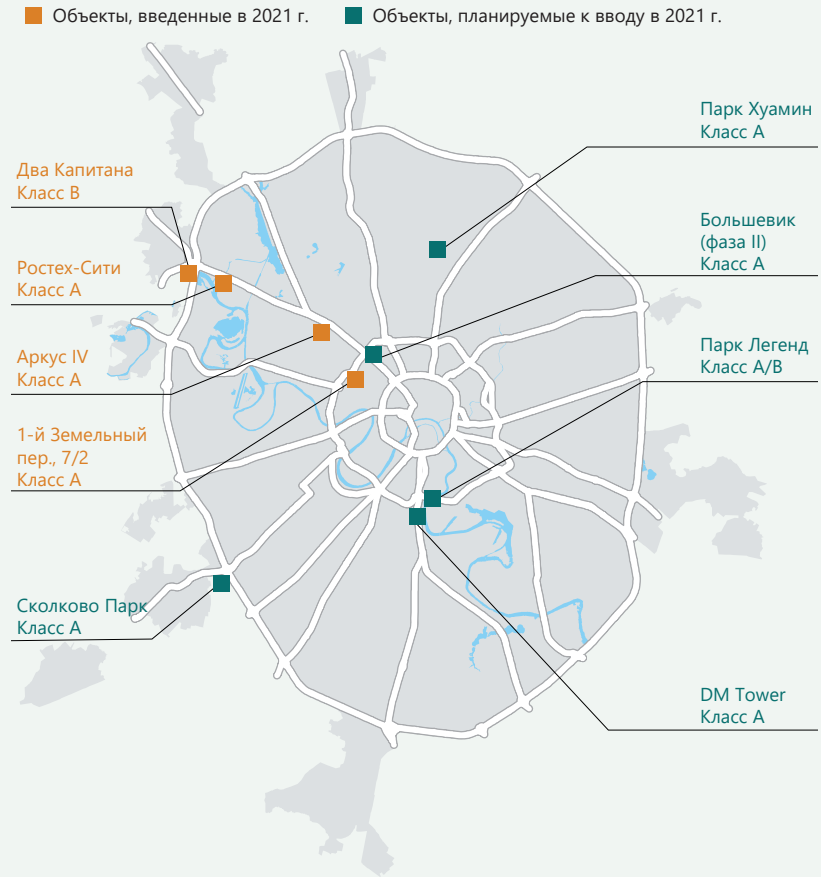 Объекты, введенные в 2021 г.
Объекты, планируемые к вводу в 2021 г.
Парк Хуамин
Класс А
Два Капитана
Класс B
Большевик
(фаза II)
Класс А
Ростех-Сити
Класс А
Парк Легенд
Класс А/В
Аркус IV
Класс А
1-й Земельный
пер., 7/2
Класс А
Сколково Парк
Класс А
DM Tower
Класс А